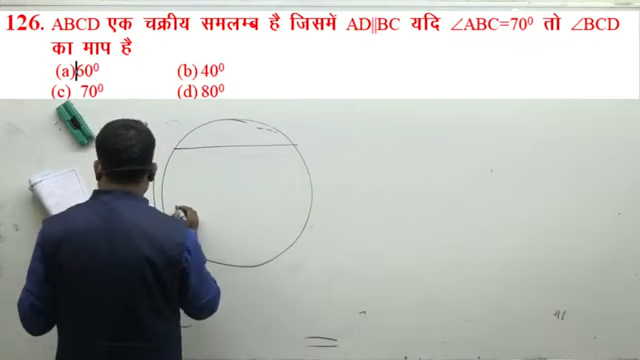 126. ABCD एक चक्रीय समलम्ब है जिसमें AD||BC यदि ∠ABC=70⁰ तो ∠BCD
का माप है
(a) 60⁰ (b) 40⁰
(c) 70⁰ (d) 80⁰